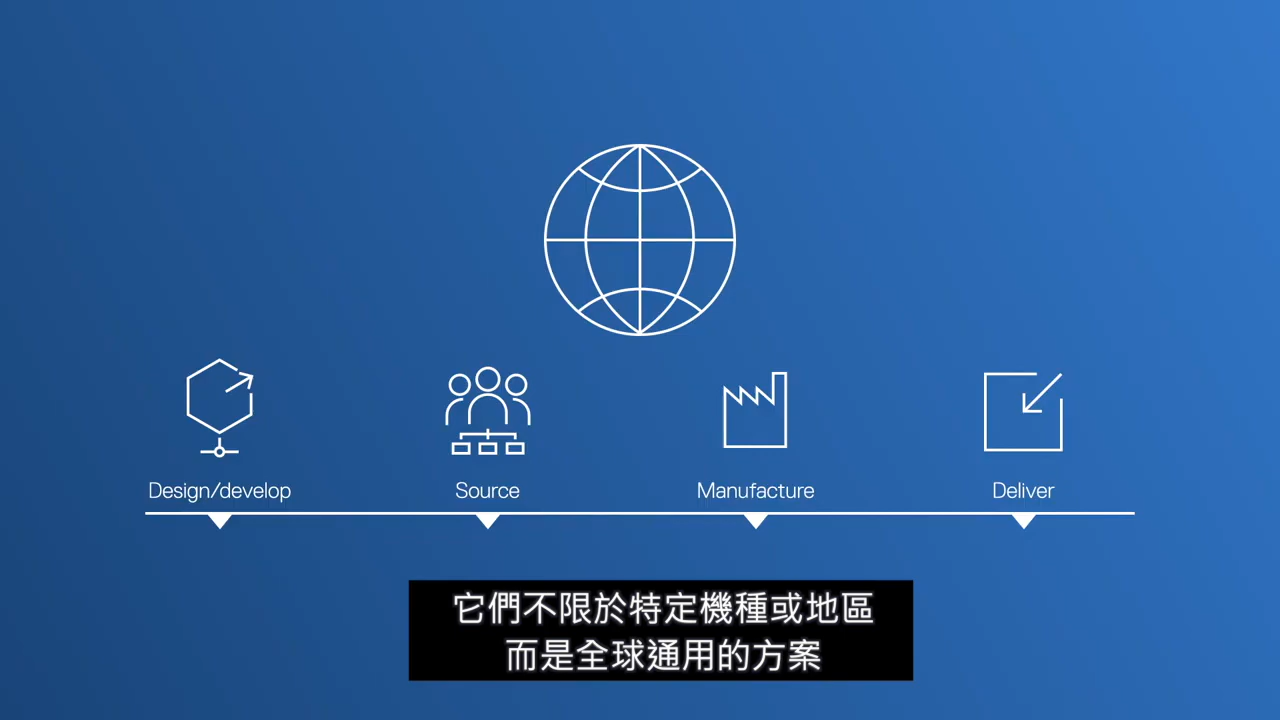 Design/develop
Source
Manufacture
Deliver
它們不限於特定機種或地區
而是全球通用的方案